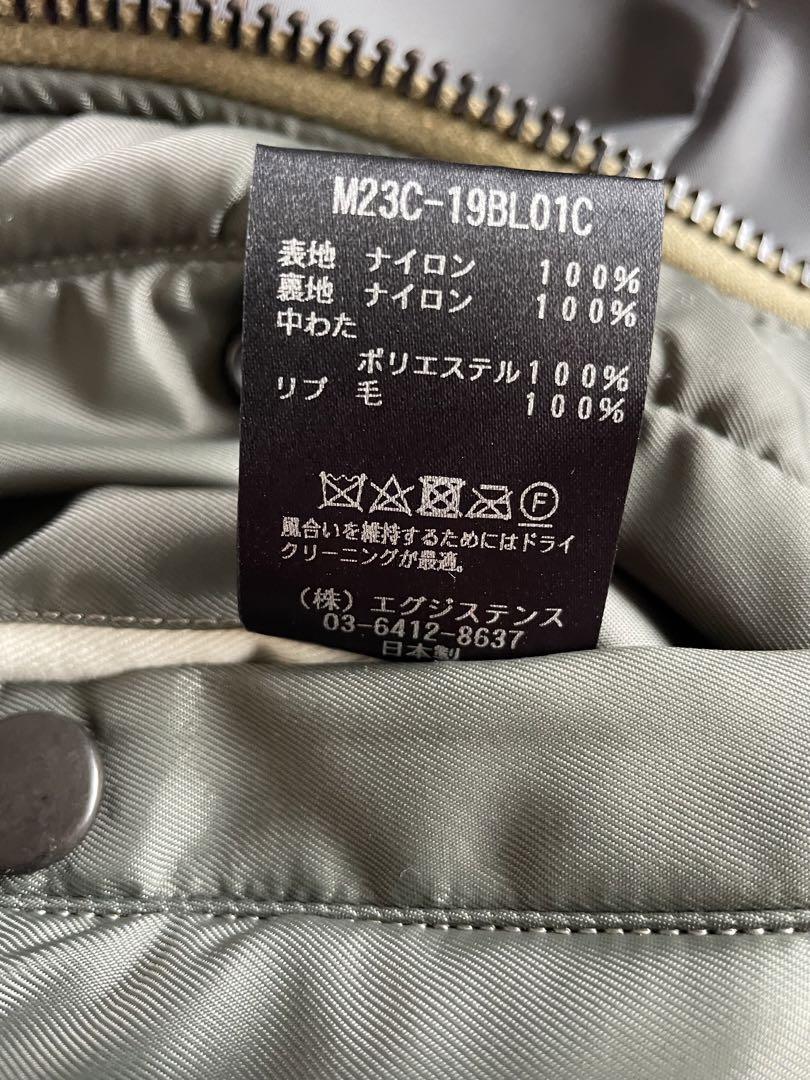 M23C-19BL01C
表地 ナイロン 100%
裏地 ナイロン 100%
中わた
ポリエステル100%
リブ 毛 100%
F
風合いを維持するためにはドライ
クリーニングが最適。
（株）エグジステンス
03-6412-8637
日本製